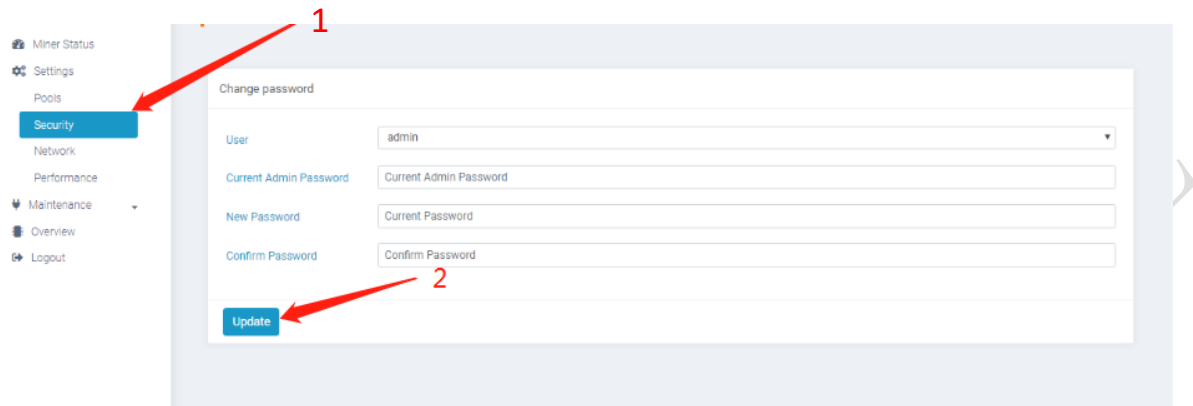 1
Miner Status
Settings
Pools
Security
Network
Performance
Maintenance
Overview
Logout
Change password
User admin
Current Admin Password Current Admin Password
New Password Current Password
Confirm Password Confirm Password
2
Update